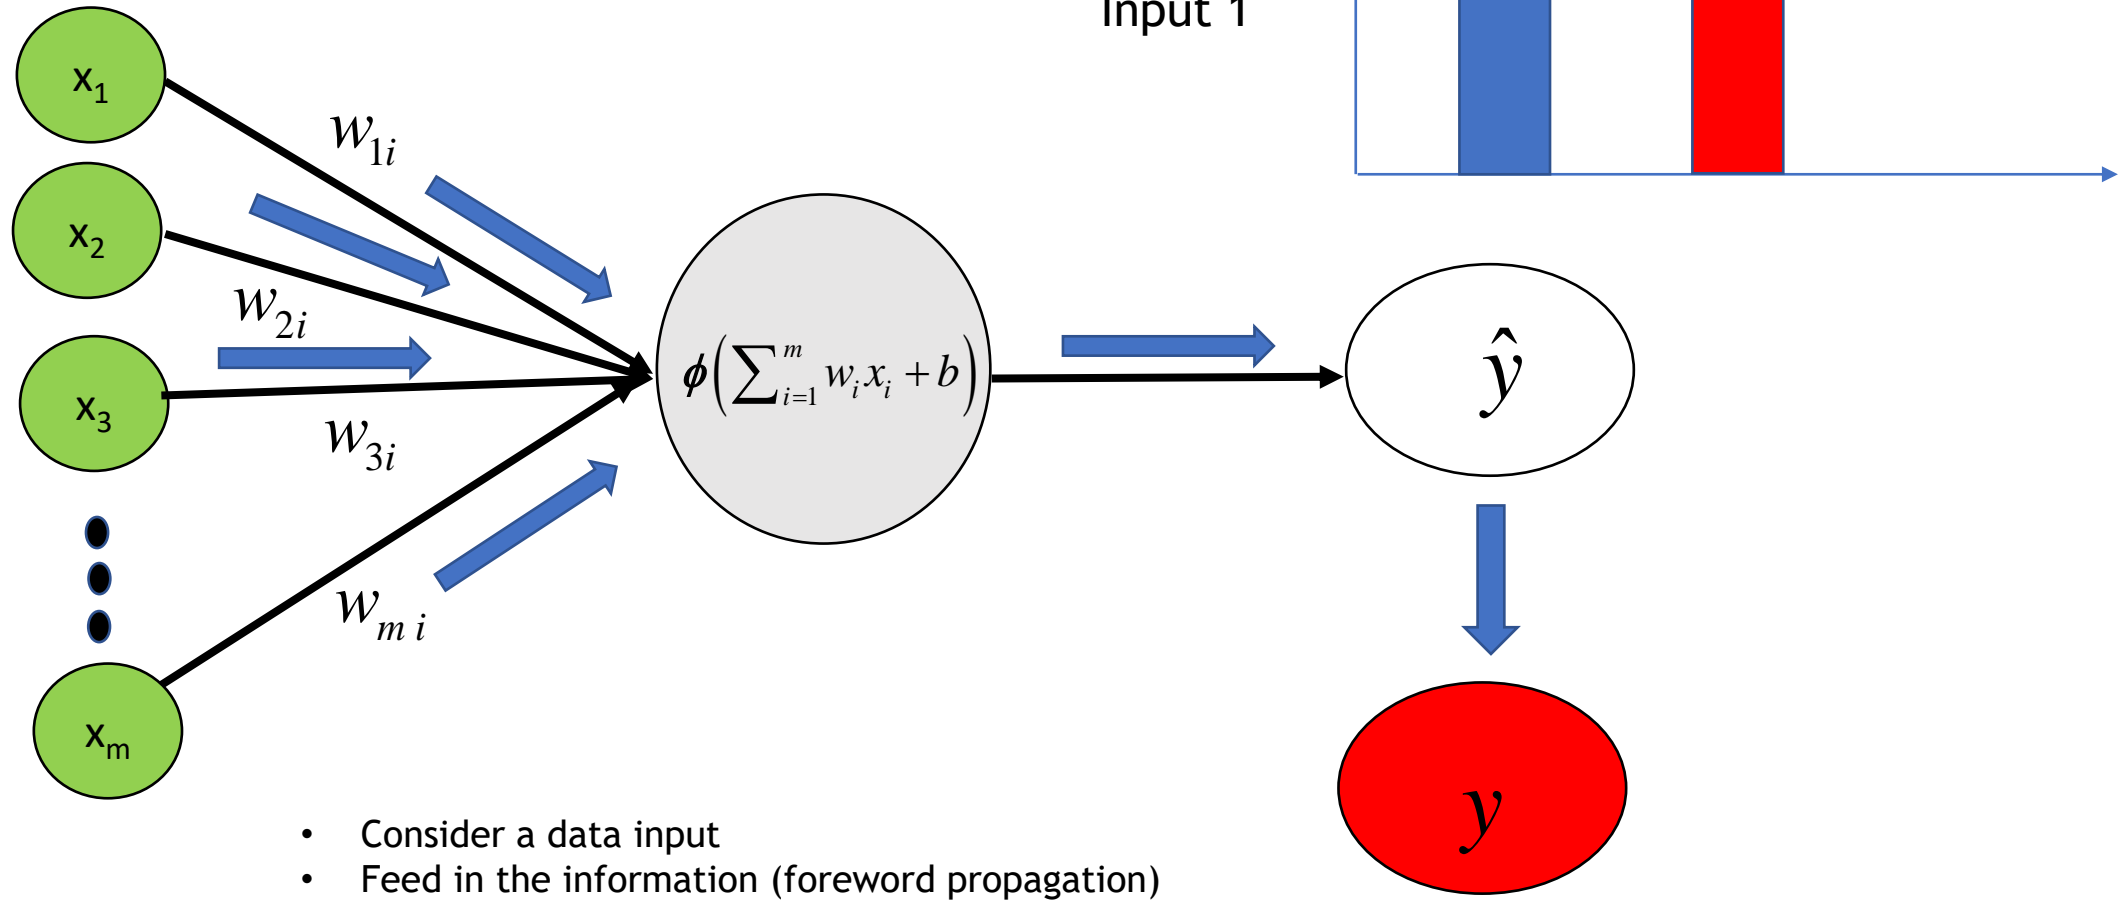 Input 1
x₁
w₁ᵢ
x₂
w₂ᵢ
x₃
w₃ᵢ
ϕ(∑ᵢ₌₁ᵐ wᵢxᵢ + b)
ŷ
w_{m i}
xₘ
y
• Consider a data input
• Feed in the information (foreword propagation)